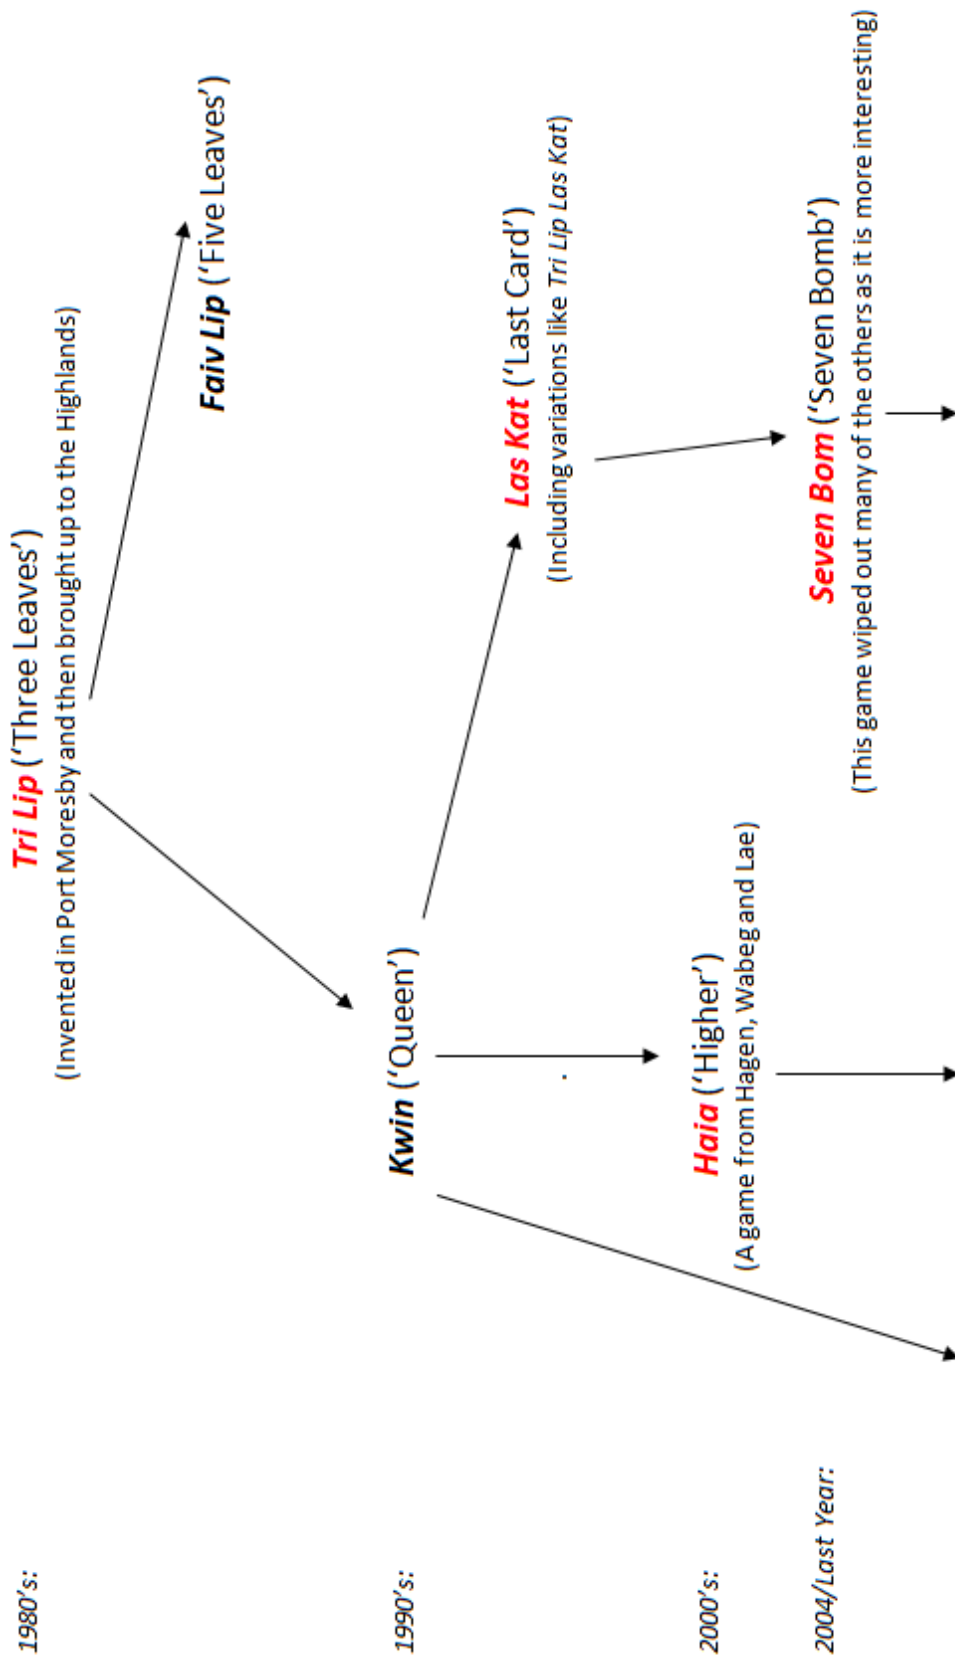 1980's:
Tri Lip ('Three Leaves')
(Invented in Port Moresby and then brought up to the Highlands)
Faiv Lip ('Five Leaves')
1990's:
Kwin ('Queen')
Las Kat ('Last Card')
(Including variations like Tri Lip Las Kat)
2000's:
Haia ('Higher')
(A game from Hagen, Wabeg and Lae)
2004/Last Year:
Seven Bom ('Seven Bomb')
(This game wiped out many of the others as it is more interesting)